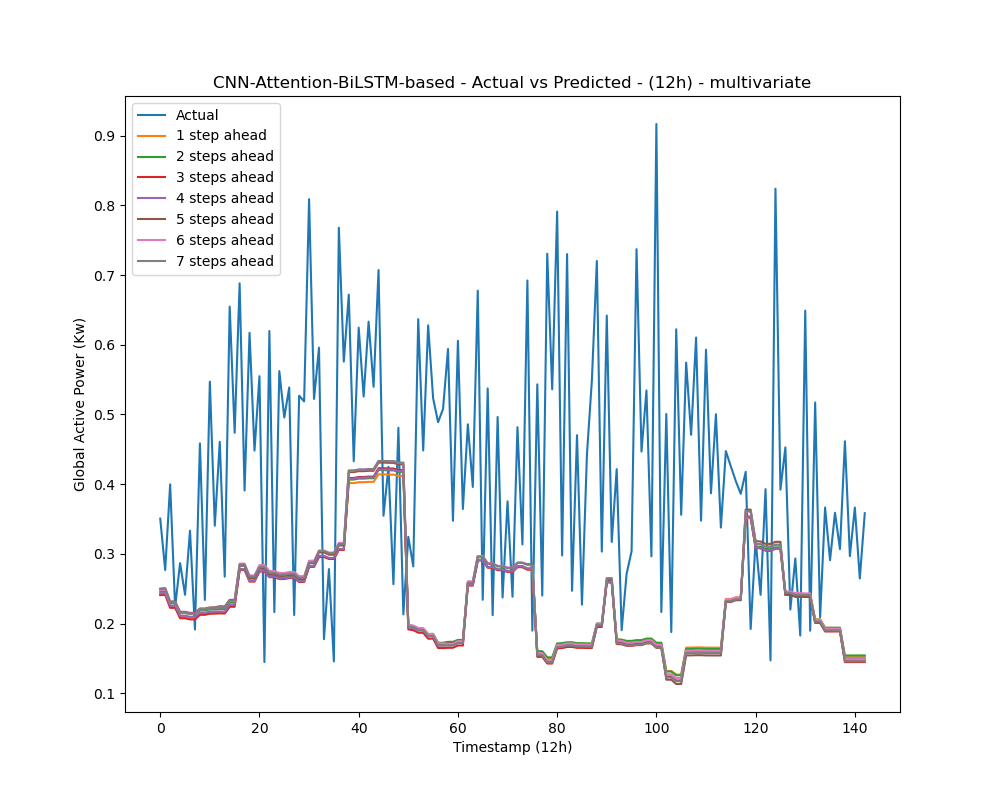 CNN-Attention-BiLSTM-based - Actual vs Predicted - (12h) - multivariate
Actual
1 step ahead
2 steps ahead
3 steps ahead
4 steps ahead
5 steps ahead
6 steps ahead
7 steps ahead
Global Active Power (Kw)
0.9
0.8
0.7
0.6
0.5
0.4
0.3
0.2
0.1
0 20 40 60 80 100 120 140
Timestamp (12h)